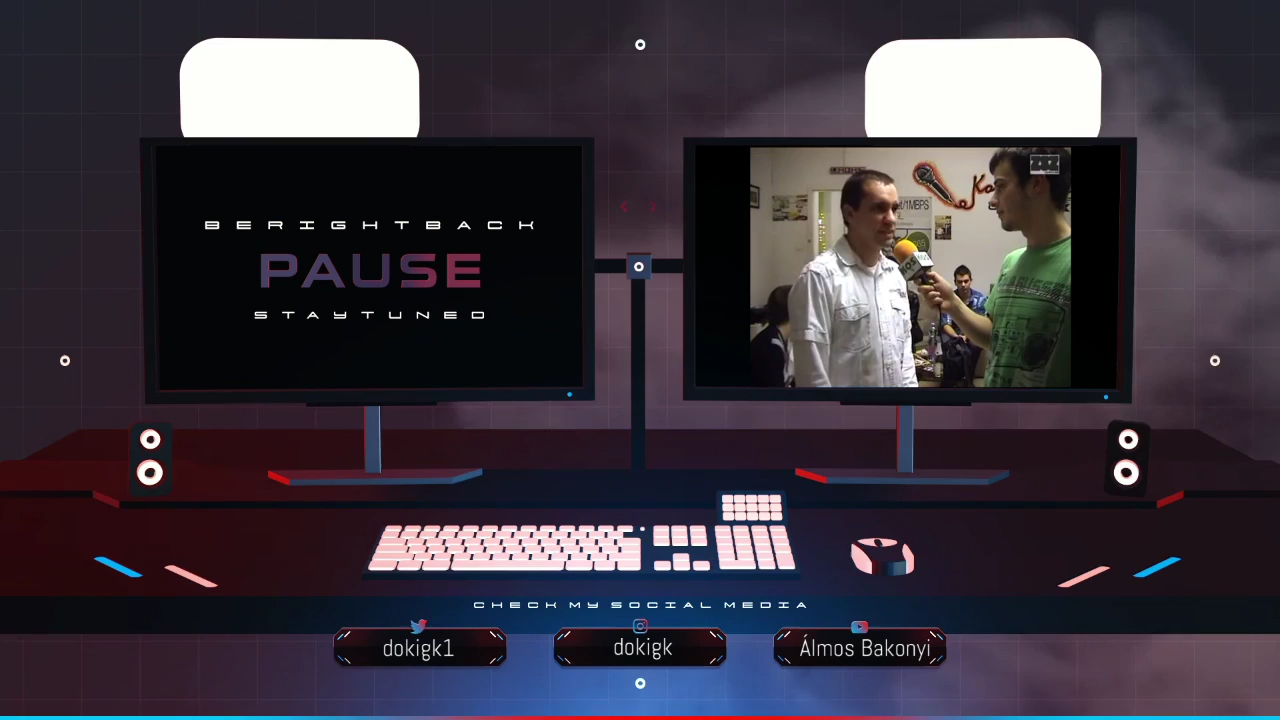 BERIGHTBACK
PAUSE
STAYTUNED
CHECK MY SOCIAL MEDIA
dokigk1
dokigk
Álmos Bakonyi